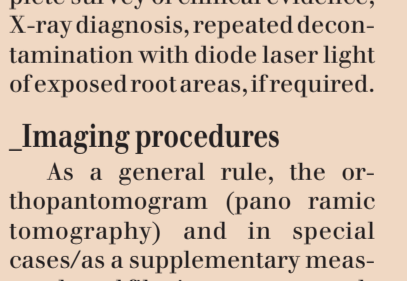 plete survey of clinical evidence,
X-ray diagnosis, repeated decon-
tamination with diode laser light
of exposed root areas, if required.
_Imaging procedures
As a general rule, the or-
thopantomogram (pano ramic
tomography) and in special
cases/as a supplementary meas-